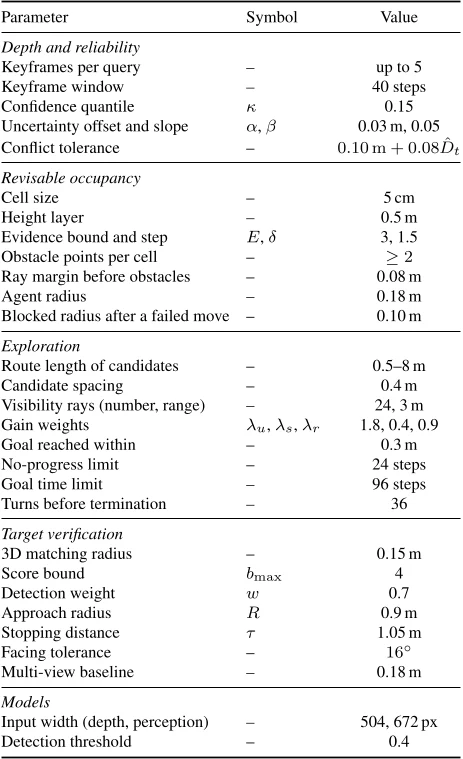 Parameter Symbol Value
Depth and reliability
Keyframes per query – up to 5
Keyframe window – 40 steps
Confidence quantile κ 0.15
Uncertainty offset and slope α, β 0.03 m, 0.05
Conflict tolerance – 0.10 m + 0.08D̂ₜ
Revisable occupancy
Cell size – 5 cm
Height layer – 0.5 m
Evidence bound and step E, δ 3, 1.5
Obstacle points per cell – ≥ 2
Ray margin before obstacles – 0.08 m
Agent radius – 0.18 m
Blocked radius after a failed move – 0.10 m
Exploration
Route length of candidates – 0.5–8 m
Candidate spacing – 0.4 m
Visibility rays (number, range) – 24, 3 m
Gain weights λᵤ, λₛ, λᵣ 1.8, 0.4, 0.9
Goal reached within – 0.3 m
No-progress limit – 24 steps
Goal time limit – 96 steps
Turns before termination – 36
Target verification
3D matching radius – 0.15 m
Score bound bₘₐₓ 4
Detection weight w 0.7
Approach radius R 0.9 m
Stopping distance τ 1.05 m
Facing tolerance – 16°
Multi-view baseline – 0.18 m
Models
Input width (depth, perception) – 504, 672 px
Detection threshold – 0.4